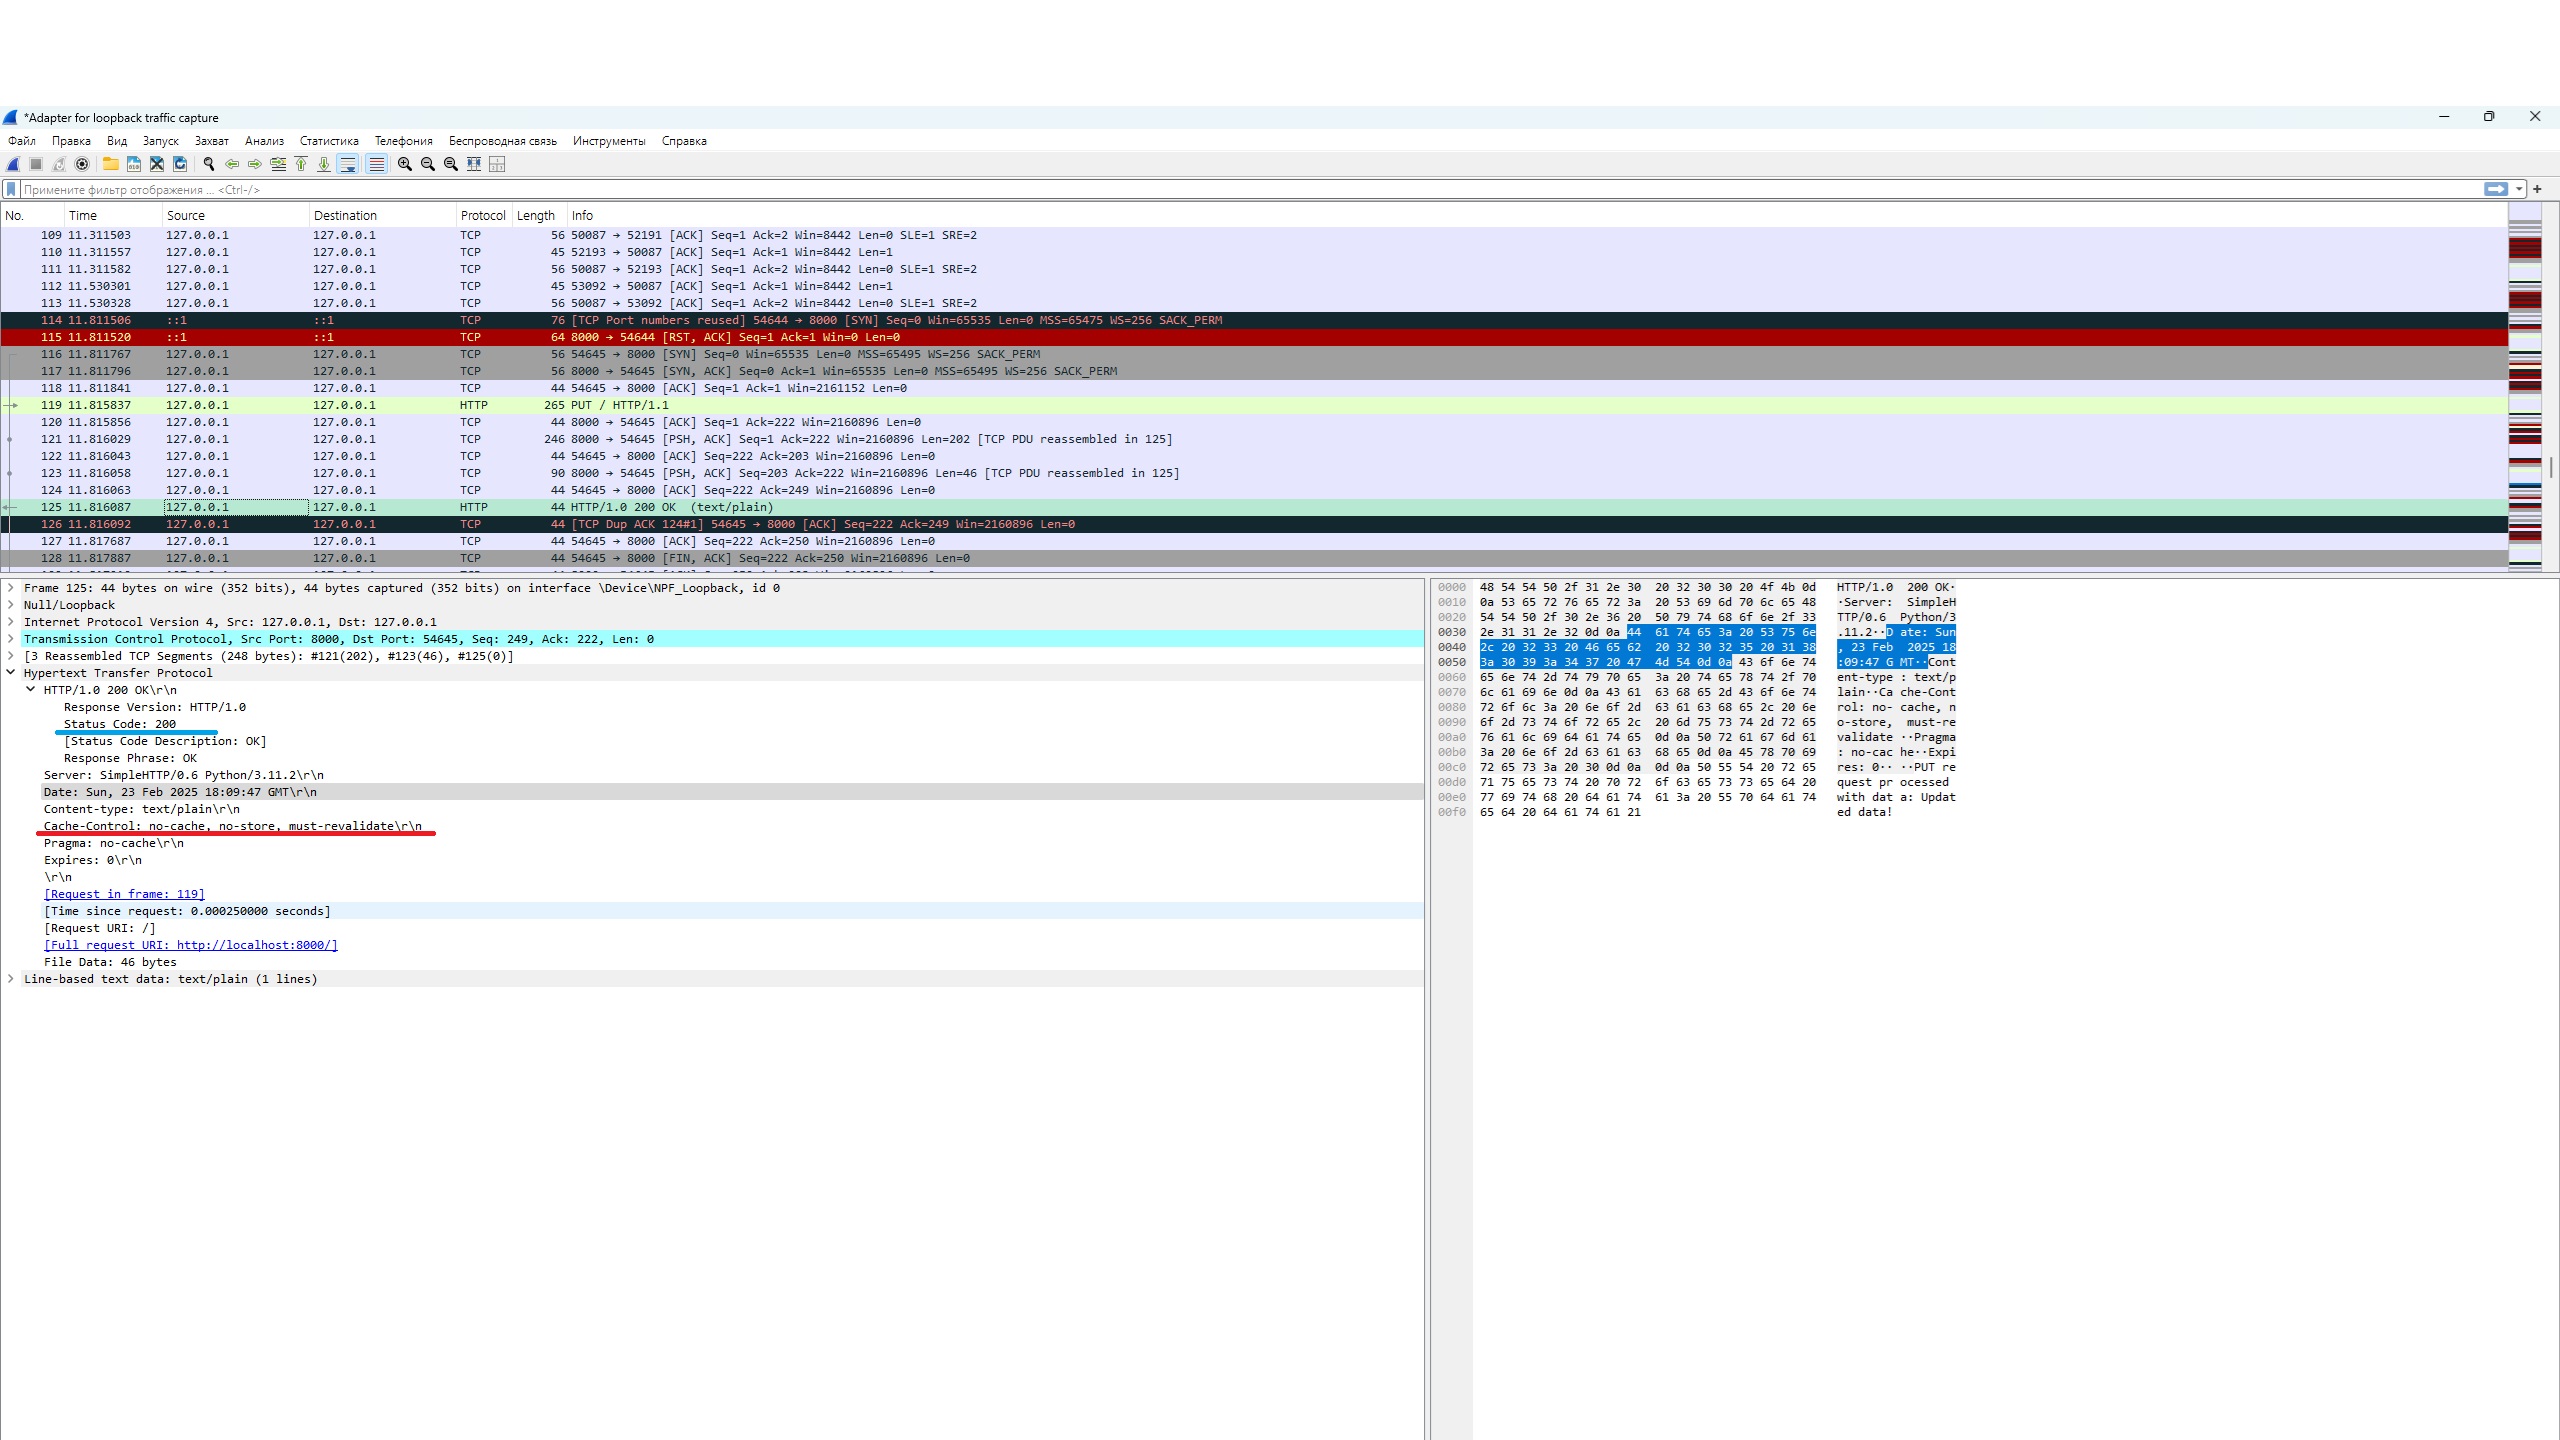 *Adapter for loopback traffic capture
Файл Правка Вид Запуск Захват Анализ Статистика Телефония Беспроводная связь Инструменты Справка
Примените фильтр отображения ... <Ctrl-/>
No. Time Source Destination Protocol Length Info
109 11.311503 127.0.0.1 127.0.0.1 TCP 56 50087 → 52191 [ACK] Seq=1 Ack=2 Win=8442 Len=0 SLE=1 SRE=2
110 11.311557 127.0.0.1 127.0.0.1 TCP 45 52193 → 50087 [ACK] Seq=1 Ack=1 Win=8442 Len=1
111 11.311582 127.0.0.1 127.0.0.1 TCP 56 50087 → 52193 [ACK] Seq=1 Ack=2 Win=8442 Len=0 SLE=1 SRE=2
112 11.530301 127.0.0.1 127.0.0.1 TCP 45 53092 → 50087 [ACK] Seq=1 Ack=1 Win=8442 Len=1
113 11.530328 127.0.0.1 127.0.0.1 TCP 56 50087 → 53092 [ACK] Seq=1 Ack=2 Win=8442 Len=0 SLE=1 SRE=2
114 11.811506 ::1 ::1 TCP 76 [TCP Port numbers reused] 54644 → 8000 [SYN] Seq=0 Win=65535 Len=0 MSS=65475 WS=256 SACK_PERM
115 11.811520 ::1 ::1 TCP 64 8000 → 54644 [RST, ACK] Seq=1 Ack=1 Win=0 Len=0
116 11.811767 127.0.0.1 127.0.0.1 TCP 56 54645 → 8000 [SYN] Seq=0 Win=65535 Len=0 MSS=65495 WS=256 SACK_PERM
117 11.811796 127.0.0.1 127.0.0.1 TCP 56 8000 → 54645 [SYN, ACK] Seq=0 Ack=1 Win=65535 Len=0 MSS=65495 WS=256 SACK_PERM
118 11.811841 127.0.0.1 127.0.0.1 TCP 44 54645 → 8000 [ACK] Seq=1 Ack=1 Win=2161152 Len=0
119 11.815837 127.0.0.1 127.0.0.1 HTTP 265 PUT / HTTP/1.1
120 11.815856 127.0.0.1 127.0.0.1 TCP 44 8000 → 54645 [ACK] Seq=1 Ack=222 Win=2160896 Len=0
121 11.816029 127.0.0.1 127.0.0.1 TCP 246 8000 → 54645 [PSH, ACK] Seq=1 Ack=222 Win=2160896 Len=202 [TCP PDU reassembled in 125]
122 11.816043 127.0.0.1 127.0.0.1 TCP 44 54645 → 8000 [ACK] Seq=222 Ack=203 Win=2160896 Len=0
123 11.816058 127.0.0.1 127.0.0.1 TCP 90 8000 → 54645 [PSH, ACK] Seq=203 Ack=222 Win=2160896 Len=46 [TCP PDU reassembled in 125]
124 11.816063 127.0.0.1 127.0.0.1 TCP 44 54645 → 8000 [ACK] Seq=222 Ack=249 Win=2160896 Len=0
125 11.816087 127.0.0.1 127.0.0.1 HTTP 44 HTTP/1.0 200 OK (text/plain)
126 11.816092 127.0.0.1 127.0.0.1 TCP 44 [TCP Dup ACK 124#1] 54645 → 8000 [ACK] Seq=222 Ack=249 Win=2160896 Len=0
127 11.817687 127.0.0.1 127.0.0.1 TCP 44 54645 → 8000 [ACK] Seq=222 Ack=250 Win=2160896 Len=0
128 11.817887 127.0.0.1 127.0.0.1 TCP 44 54645 → 8000 [FIN, ACK] Seq=222 Ack=250 Win=2160896 Len=0
Frame 125: 44 bytes on wire (352 bits), 44 bytes captured (352 bits) on interface \Device\NPF_Loopback, id 0
Null/Loopback
Internet Protocol Version 4, Src: 127.0.0.1, Dst: 127.0.0.1
Transmission Control Protocol, Src Port: 8000, Dst Port: 54645, Seq: 249, Ack: 222, Len: 0
[3 Reassembled TCP Segments (248 bytes): #121(202), #123(46), #125(0)]
Hypertext Transfer Protocol
HTTP/1.0 200 OK\r\n
Response Version: HTTP/1.0
Status Code: 200
[Status Code Description: OK]
Response Phrase: OK
Server: SimpleHTTP/0.6 Python/3.11.2\r\n
Date: Sun, 23 Feb 2025 18:09:47 GMT\r\n
Content-type: text/plain\r\n
Cache-Control: no-cache, no-store, must-revalidate\r\n
Pragma: no-cache\r\n
Expires: 0\r\n
\r\n
[Request in frame: 119]
[Time since request: 0.000250000 seconds]
[Request URI: /]
[Full request URI: http://localhost:8000/]
File Data: 46 bytes
Line-based text data: text/plain (1 lines)
0000 48 54 54 50 2f 31 2e 30 20 32 30 30 20 4f 4b 0d HTTP/1.0 200 OK·
0010 0a 53 65 72 76 65 72 3a 20 53 69 6d 70 6c 65 48 ·Server: SimpleH
0020 54 54 50 2f 30 2e 36 20 50 79 74 68 6f 6e 2f 33 TTP/0.6 Python/3
0030 2e 31 31 2e 32 0d 0a 44 61 74 65 3a 20 53 75 6e .11.2··D ate: Sun
0040 2c 20 32 33 20 46 65 62 20 32 30 32 35 20 31 38 , 23 Feb 2025 18
0050 3a 30 39 3a 34 37 20 47 4d 54 0d 0a 43 6f 6e 74 :09:47 G MT··Cont
0060 65 6e 74 2d 74 79 70 65 3a 20 74 65 78 74 2f 70 ent-type : text/p
0070 6c 61 69 6e 0d 0a 43 61 63 68 65 2d 43 6f 6e 74 lain··Ca che-Cont
0080 72 6f 6c 3a 20 6e 6f 2d 63 61 63 68 65 2c 20 6e rol: no- cache, n
0090 6f 2d 73 74 6f 72 65 2c 20 6d 75 73 74 2d 72 65 o-store, must-re
00a0 76 61 6c 69 64 61 74 65 0d 0a 50 72 61 67 6d 61 validate ··Pragma
00b0 3a 20 6e 6f 2d 63 61 63 68 65 0d 0a 45 78 70 69 : no-cac he··Expi
00c0 72 65 73 3a 20 30 0d 0a 0d 0a 50 55 54 20 72 65 res: 0·· ··PUT re
00d0 71 75 65 73 74 20 70 72 6f 63 65 73 73 65 64 20 quest pr ocessed
00e0 77 69 74 68 20 64 61 74 61 3a 20 55 70 64 61 74 with dat a: Updat
00f0 65 64 20 64 61 74 61 21 ed data!